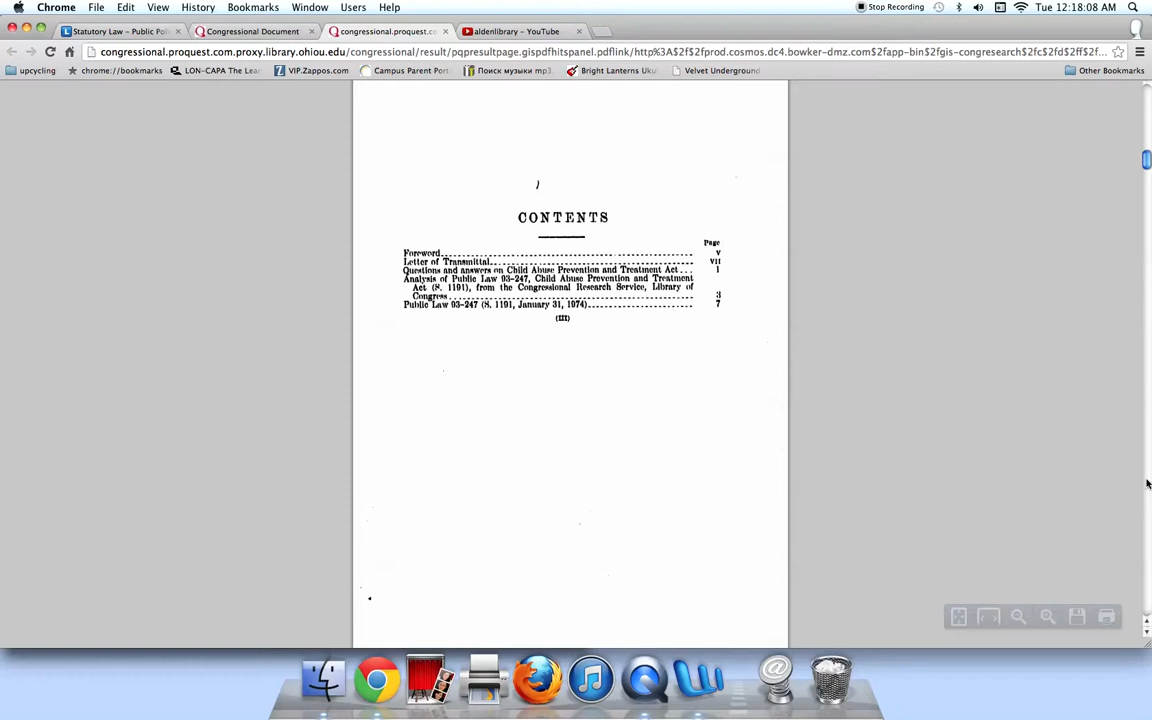 Chrome File Edit View History Bookmarks Window Users Help Stop Recording Tue 12:18:08 AM
Statutory Law – Public Pol Congressional Document congressional.proquest.co aldenlibrary – YouTube
congressional.proquest.com.proxy.library.ohiou.edu/congressional/result/pqpresultpage.gispdfhitspanel.pdflink/http%3A$2f$2fprod.cosmos.dc4.bowker-dmz.com$2fapp-bin$2fgis-congresearch$2fc$2fd$2ff$2f...
upcycling chrome://bookmarks LON-CAPA The Lea VIP.Zappos.com Campus Parent Port Поиск музыки mp3. Bright Lanterns Uku Velvet Underground Other Bookmarks
CONTENTS
Page
Foreword V
Letter of Transmittal VII
Questions and answers on Child Abuse Prevention and Treatment Act 1
Analysis of Public Law 93-247, Child Abuse Prevention and Treatment
Act (S. 1191), from the Congressional Research Service, Library of
Congress 3
Public Law 93-247 (S. 1191, January 31, 1974) 7
(III)